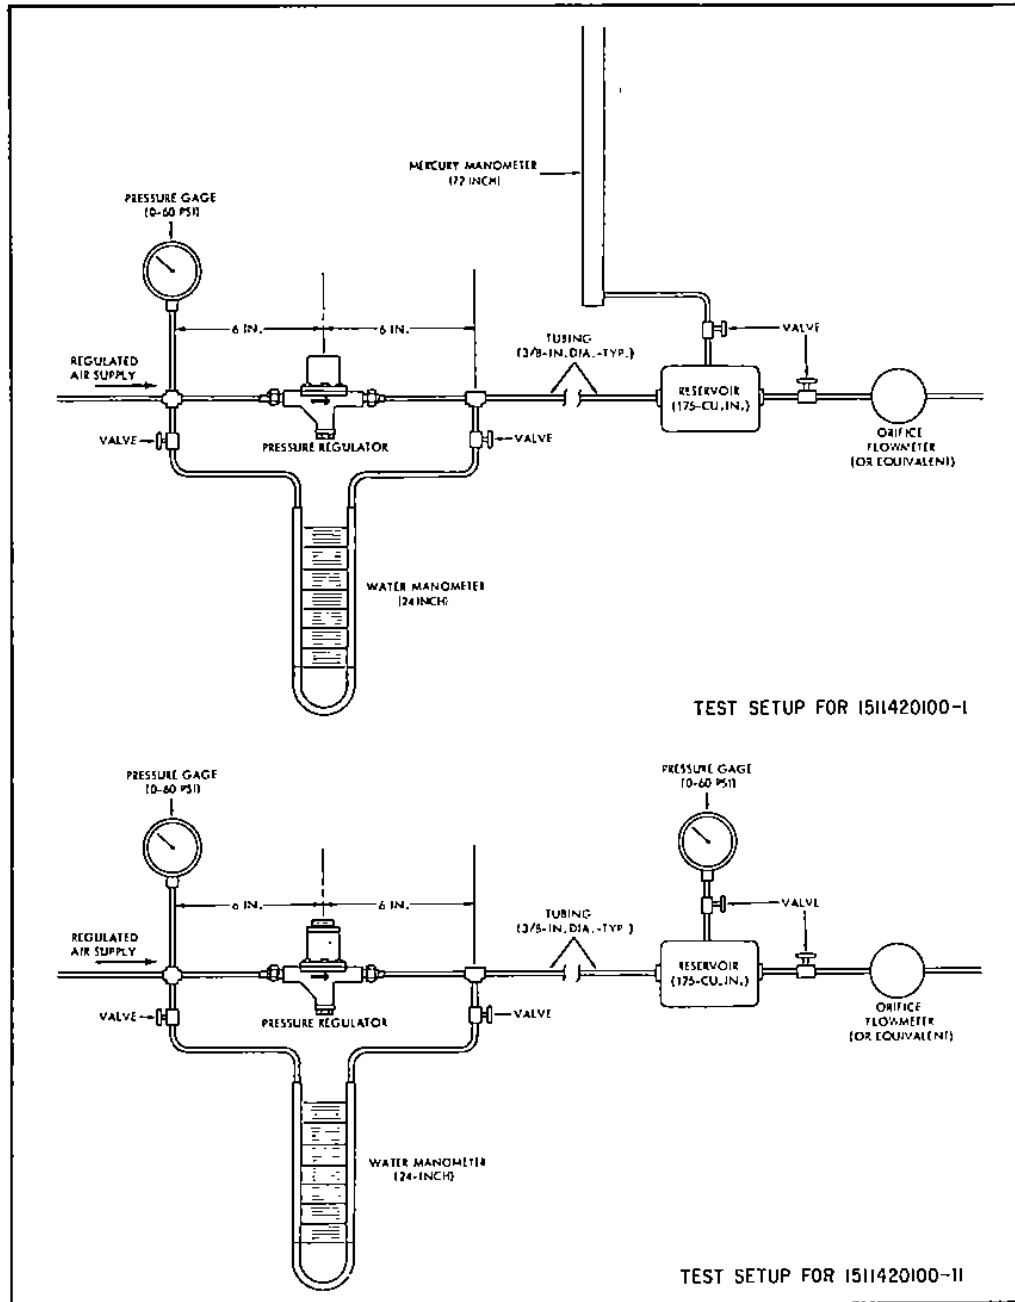 MERCURY MANOMETER
(72 INCH)
PRESSURE GAGE
(0-60 PSI)
6 IN.
6 IN.
TUBING
(3/8-IN. DIA.-TYP.)
VALVE
REGULATED
AIR SUPPLY
RESERVOIR
(175-CU. IN.)
VALVE
PRESSURE REGULATOR
VALVE
ORIFICE
FLOWMETER
(OR EQUIVALENT)
WATER MANOMETER
(24 INCH)
TEST SETUP FOR 1511420100-1
PRESSURE GAGE
(0-60 PSI)
PRESSURE GAGE
(0-60 PSI)
6 IN.
6 IN.
TUBING
(3/8-IN. DIA.-TYP.)
VALVE
REGULATED
AIR SUPPLY
RESERVOIR
(175-CU. IN.)
VALVE
PRESSURE REGULATOR
VALVE
ORIFICE
FLOWMETER
(OR EQUIVALENT)
WATER MANOMETER
(24-INCH)
TEST SETUP FOR 1511420100-11